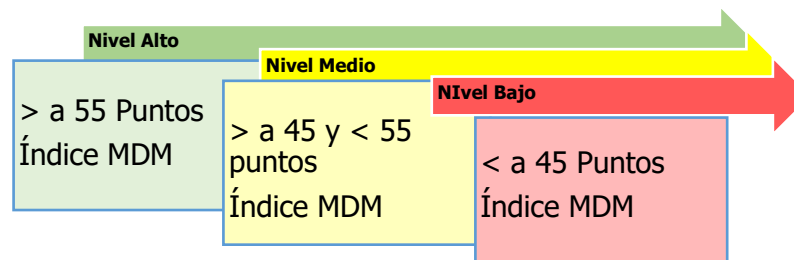 Nivel Alto
> a 55 Puntos
Índice MDM
Nivel Medio
> a 45 y < 55
puntos
Índice MDM
NIvel Bajo
< a 45 Puntos
Índice MDM